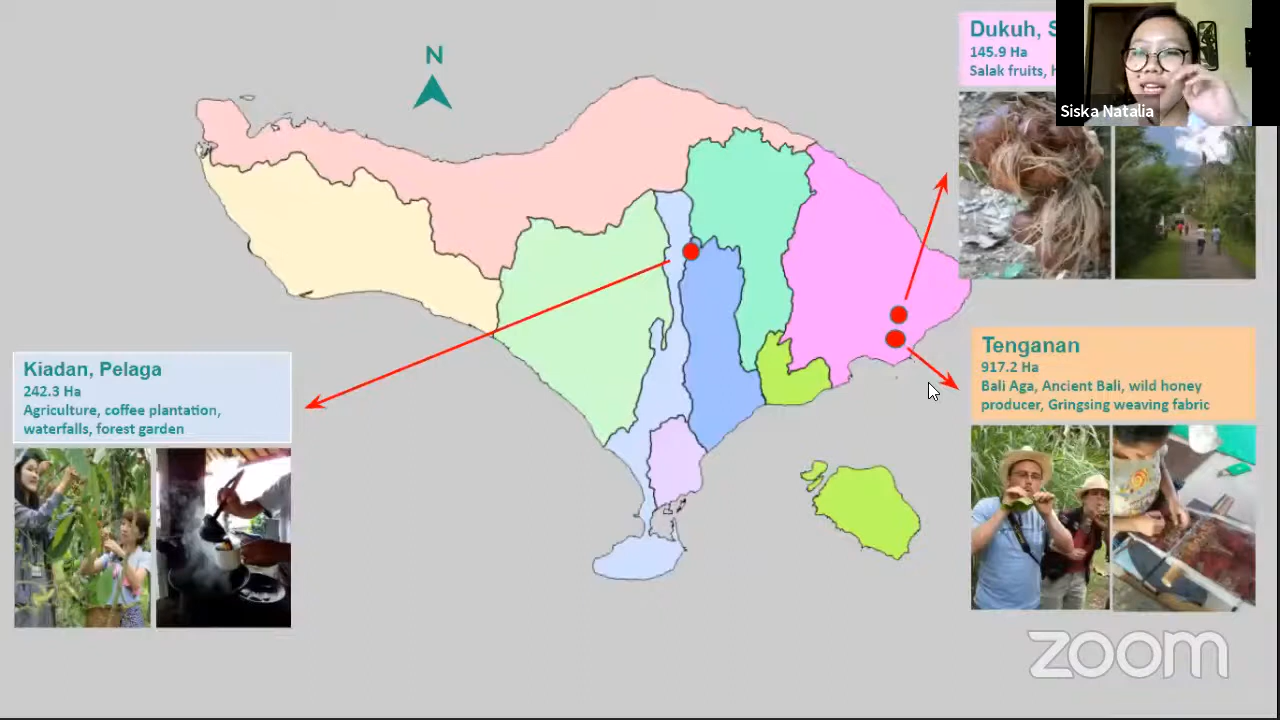 N
Dukuh, S
145.9 Ha
Salak fruits,
Siska Natalia
Kiadan, Pelaga
242.3 Ha
Agriculture, coffee plantation,
waterfalls, forest garden
Tenganan
917.2 Ha
Bali Aga, Ancient Bali, wild honey
producer, Gringsing weaving fabric
zoom